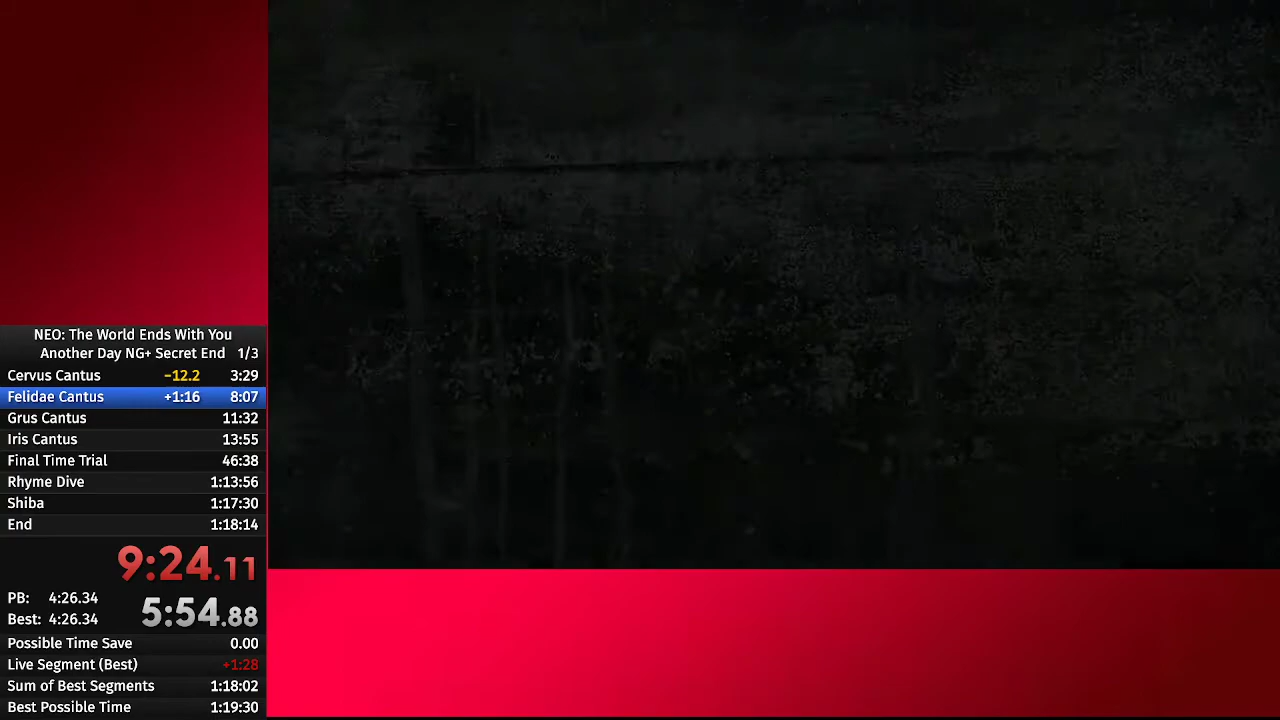 NEO: The World Ends With You
Another Day NG+ Secret End 1/3
Cervus Cantus -12.2 3:29
Felidae Cantus +1:16 8:07
Grus Cantus 11:32
Iris Cantus 13:55
Final Time Trial 46:38
Rhyme Dive 1:13:56
Shiba 1:17:30
End 1:18:14
9:24.11
PB: 4:26.34
Best: 4:26.34
5:54.88
Possible Time Save 0.00
Live Segment (Best) +1:28
Sum of Best Segments 1:18:02
Best Possible Time 1:19:30